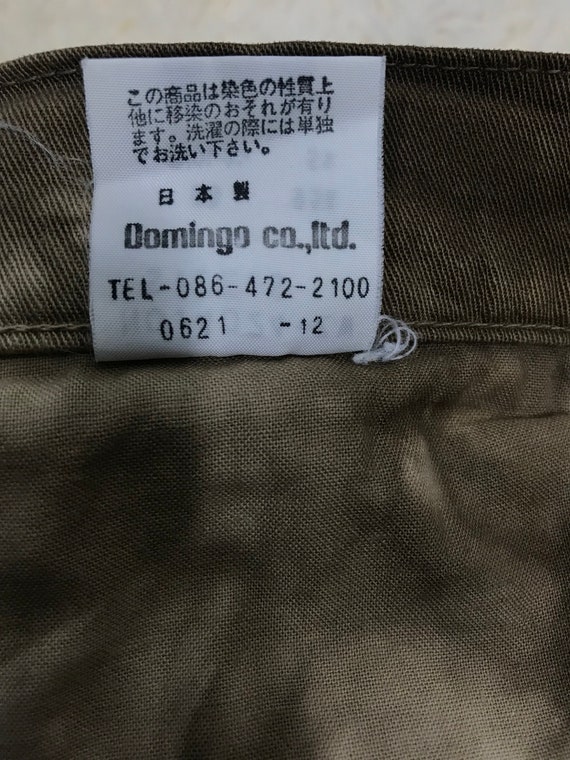 この商品は染色の性質上
他に移染のおそれが有り
ます。洗濯の際には単独
でお洗い下さい。
日本製
Domingo co.,ltd.
TEL-086-472-2100
0621 -12